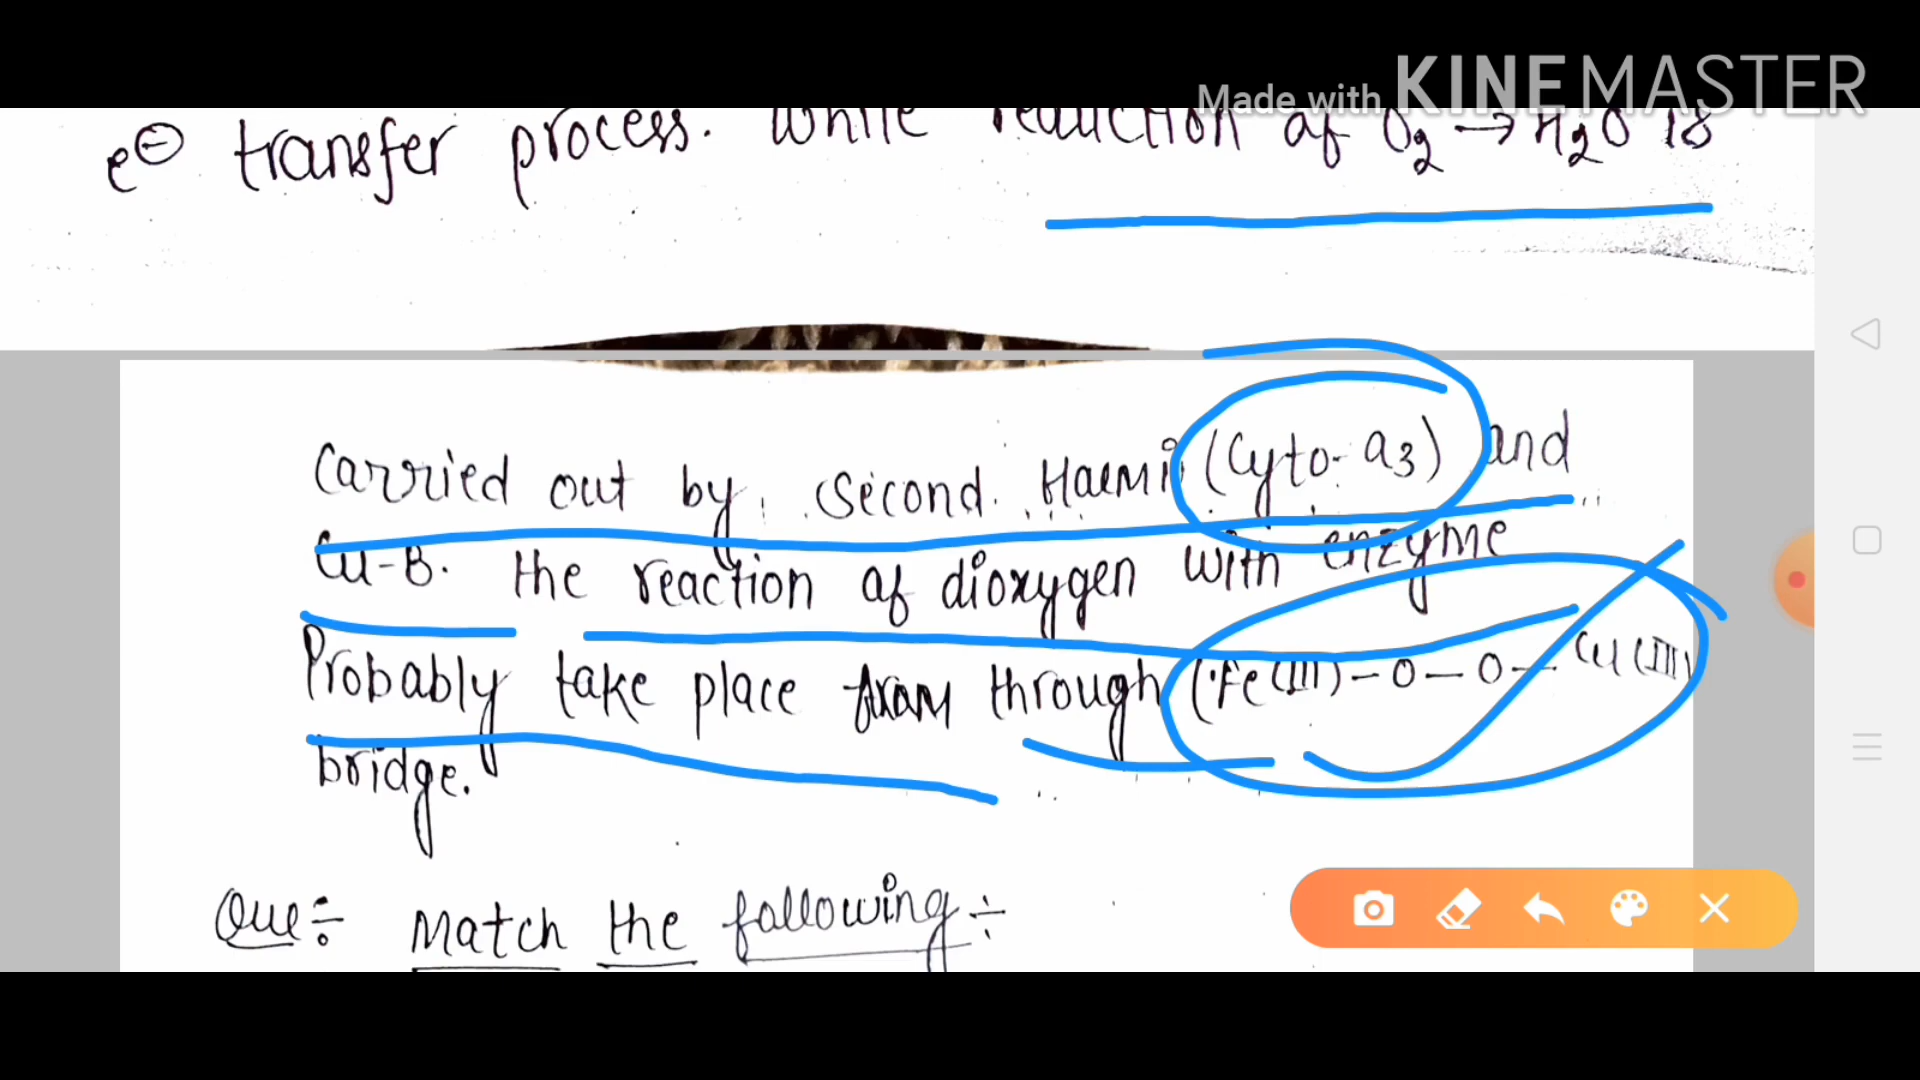 Made with KINEMASTER
e⊖ transfer process. While reduction of O2 → H2O is
Carried out by Second Haem (Cyto-a3) and
Cu-B. the reaction of dioxygen with enzyme
Probably take place from through (Fe(III)-O-O-Cu(III)
bridge.
Que÷ Match the following÷